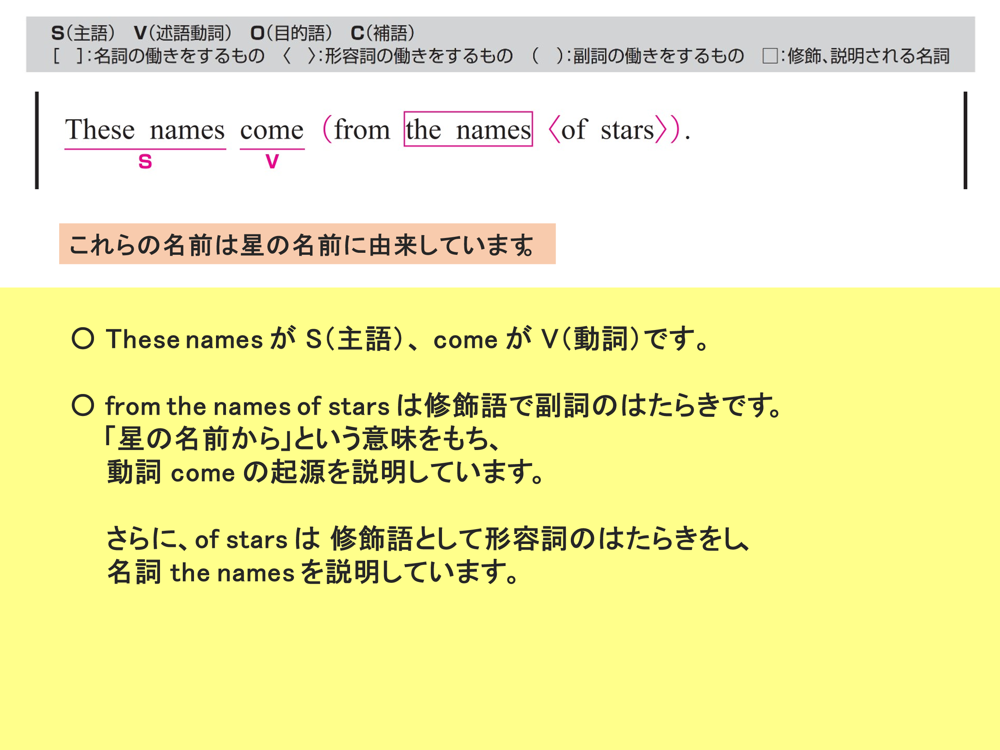 S（主語）　V（述語動詞）　O（目的語）　C（補語）
［　］：名詞の働きをするもの　〈　〉：形容詞の働きをするもの　（　）：副詞の働きをするもの　□：修飾、説明される名詞
These names come （from the names 〈of stars〉）.
S V
これらの名前は星の名前に由来しています。
○ These names が S（主語）、 come が V（動詞）です。
○ from the names of stars は修飾語で副詞のはたらきです。
「星の名前から」という意味をもち、
動詞 come の起源を説明しています。
さらに、of stars は 修飾語として形容詞のはたらきをし、
名詞 the names を説明しています。